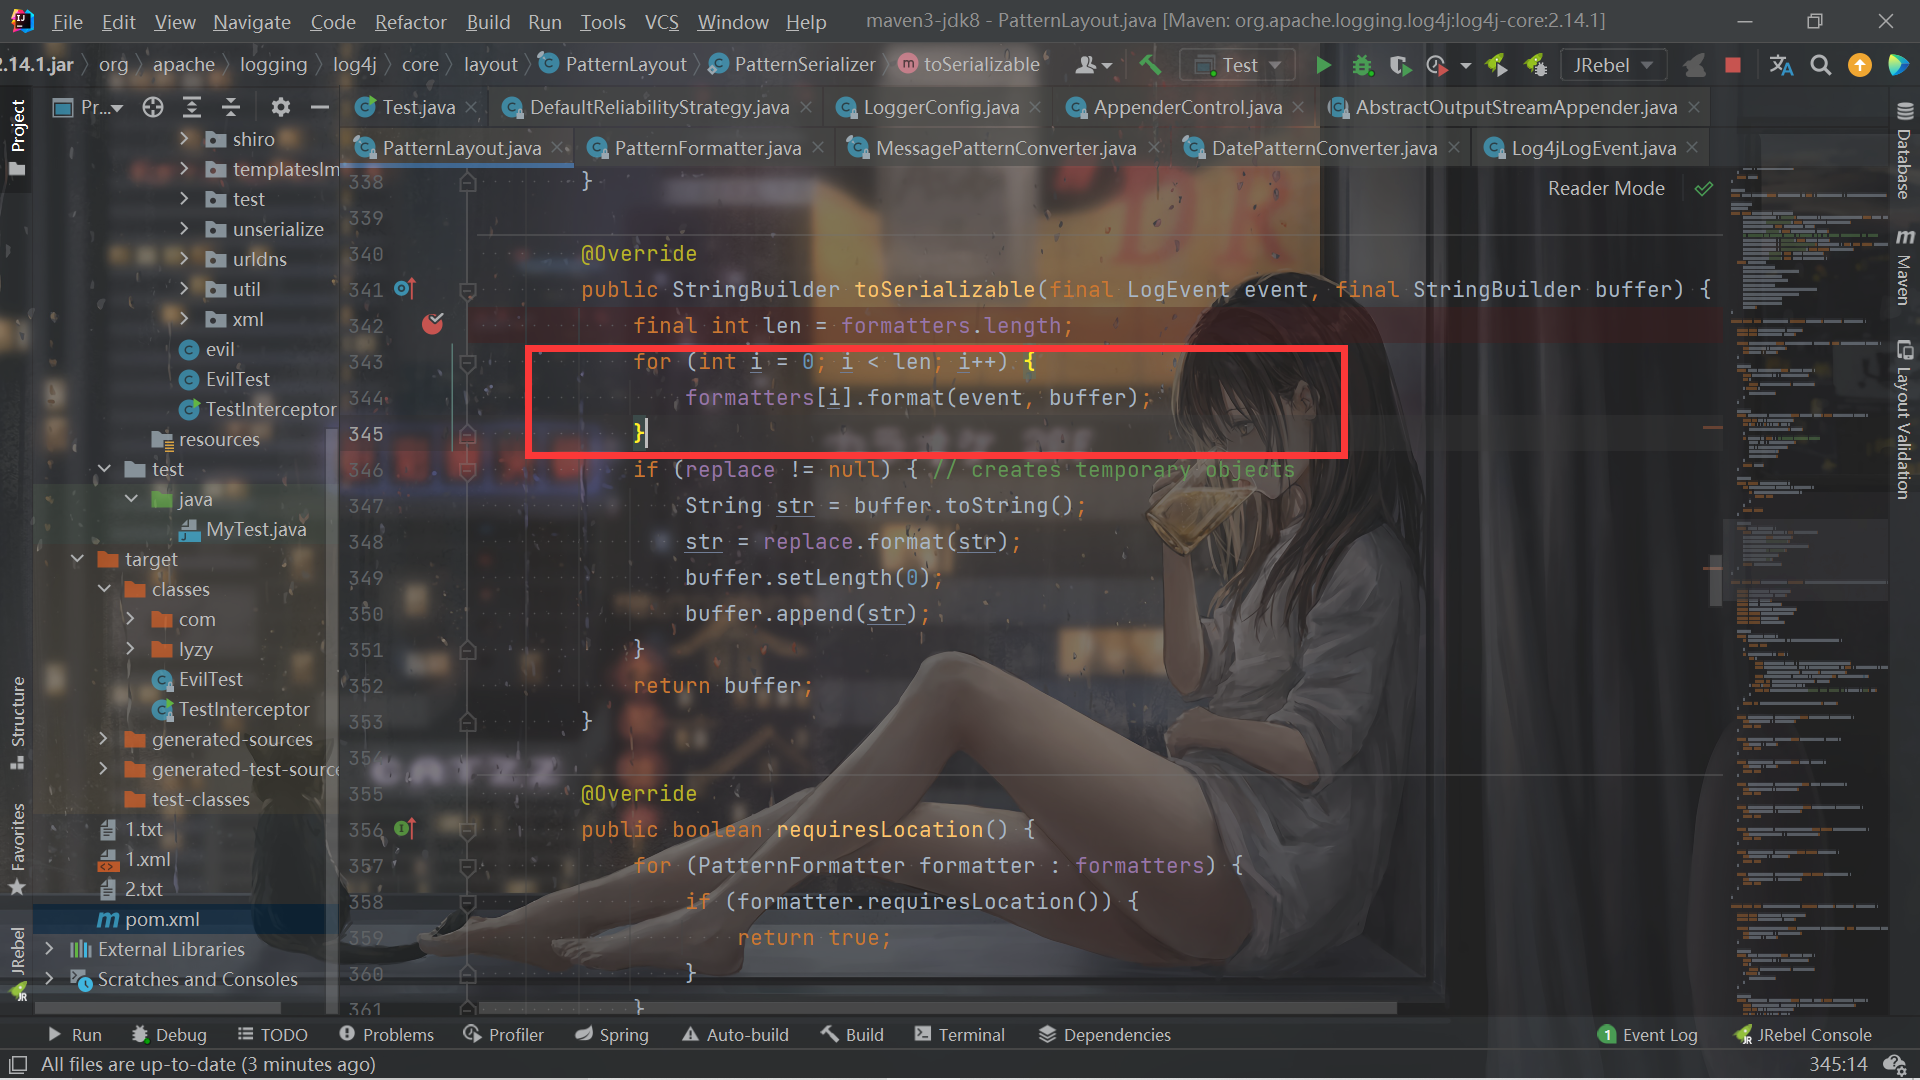 File Edit View Navigate Code Refactor Build Run Tools VCS Window Help maven3-jdk8 - PatternLayout.java [Maven: org.apache.logging.log4j:log4j-core:2.14.1]
2.14.1.jar org apache logging log4j core layout PatternLayout PatternSerializer toSerializable Test JRebel
Pr... Test.java DefaultReliabilityStrategy.java LoggerConfig.java AppenderControl.java AbstractOutputStreamAppender.java
PatternLayout.java PatternFormatter.java MessagePatternConverter.java DatePatternConverter.java Log4jLogEvent.java
Project
Structure
Favorites
JRebel
shiro
templatesIm
test
unserialize
urldns
util
xml
evil
EvilTest
TestInterceptor
resources
test
java
MyTest.java
target
classes
com
lyzy
EvilTest
TestInterceptor
generated-sources
generated-test-source
test-classes
1.txt
1.xml
2.txt
pom.xml
External Libraries
Scratches and Consoles
Reader Mode
338 }
339
340 @Override
341 public StringBuilder toSerializable(final LogEvent event, final StringBuilder buffer) {
342 final int len = formatters.length;
343 for (int i = 0; i < len; i++) {
344 formatters[i].format(event, buffer);
345 }
346 if (replace != null) { // creates temporary objects
347 String str = buffer.toString();
348 str = replace.format(str);
349 buffer.setLength(0);
350 buffer.append(str);
351 }
352 return buffer;
353 }
354
355 @Override
356 public boolean requiresLocation() {
357 for (PatternFormatter formatter : formatters) {
358 if (formatter.requiresLocation()) {
359 return true;
360 }
361 }
Database
Maven
Layout Validation
Run Debug TODO Problems Profiler Spring Auto-build Build Terminal Dependencies 1 Event Log JRebel Console
All files are up-to-date (3 minutes ago) 345:14